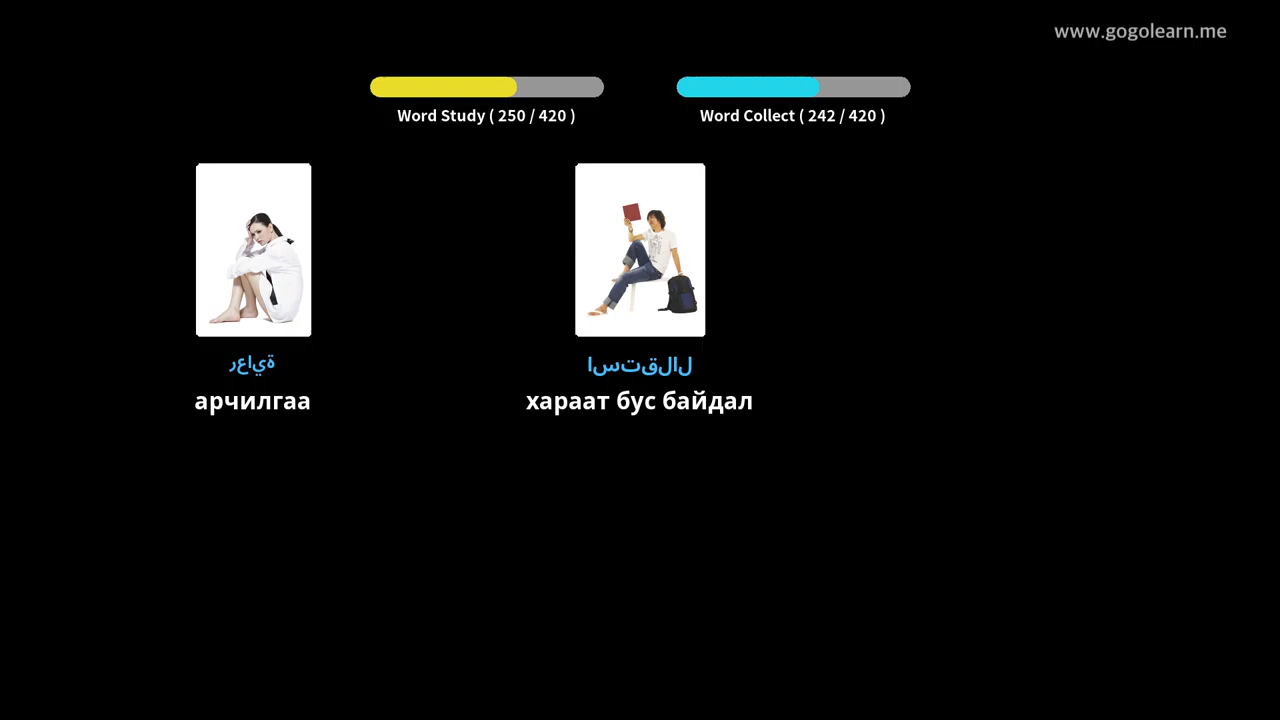 www.gogolearn.me
Word Study ( 250 / 420 )
Word Collect ( 242 / 420 )
رعاية
استقلال
арчилгаа
хараат бус байдал